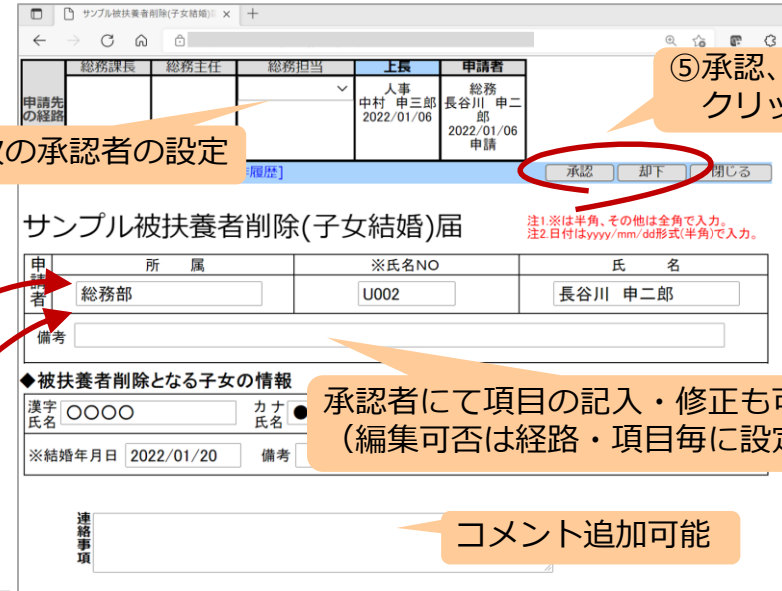 サンプル被扶養者削除(子女結婚)
総務課長 総務主任 総務担当 上長 申請者
申請先の経路
人事
中村 申三郎
2022/01/06
総務
長谷川 申二郎
2022/01/06
申請
⑤承認、
クリッ
の承認者の設定
履歴]
承認 却下 閉じる
サンプル被扶養者削除(子女結婚)届
注1.※は半角、その他は全角で入力。
注2.日付はyyyy/mm/dd形式(半角)で入力。
申請者
所 属 ※氏名NO 氏 名
総務部 U002 長谷川 申二郎
備考
◆被扶養者削除となる子女の情報
漢字氏名 〇〇〇〇 カナ氏名 ●
承認者にて項目の記入・修正も可
(編集可否は経路・項目毎に設定
※結婚年月日 2022/01/20 備考
連絡事項
コメント追加可能